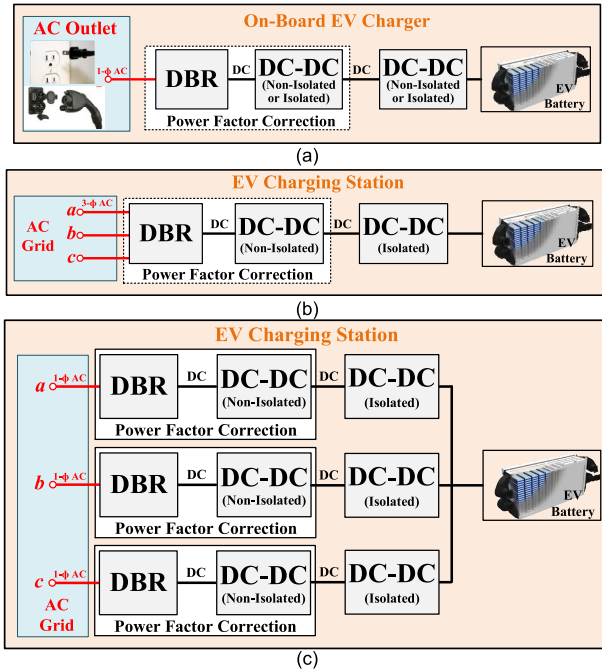 On-Board EV Charger
AC Outlet
1-ϕ AC
DBR
DC
DC-DC
(Non-Isolated
or Isolated)
Power Factor Correction
DC
DC-DC
(Non-Isolated
or Isolated)
EV
Battery
(a)
EV Charging Station
AC
Grid
3-ϕ AC
a
b
c
DBR
DC
DC-DC
(Non-Isolated)
Power Factor Correction
DC
DC-DC
(Isolated)
EV
Battery
(b)
EV Charging Station
a
1-ϕ AC
DBR
DC
DC-DC
(Non-Isolated)
Power Factor Correction
DC
DC-DC
(Isolated)
b
1-ϕ AC
DBR
DC
DC-DC
(Non-Isolated)
Power Factor Correction
DC
DC-DC
(Isolated)
EV
Battery
c
1-ϕ AC
AC
Grid
DBR
DC
DC-DC
(Non-Isolated)
Power Factor Correction
DC
DC-DC
(Isolated)
(c)